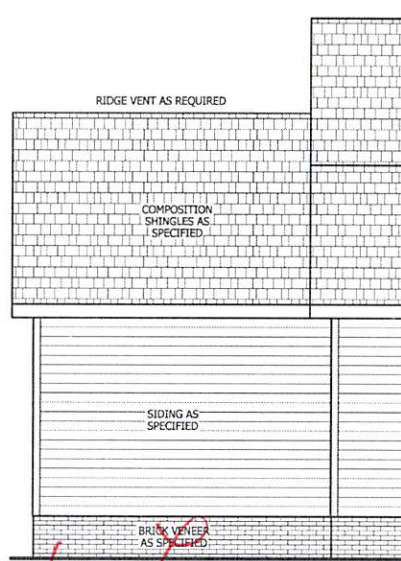 RIDGE VENT AS REQUIRED
COMPOSITION
SHINGLES AS
SPECIFIED
SIDING AS
SPECIFIED
BRICK VENEER
AS SPECIFIED